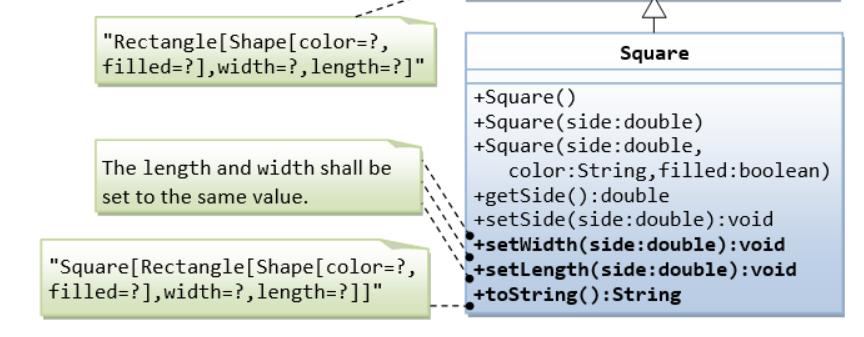 "Rectangle[Shape[color=?,
filled=?],width=?,length=?]"
The length and width shall be
set to the same value.
"Square[Rectangle[Shape[color=?,
filled=?],width=?,length=?]]"
Square
+Square()
+Square(side:double)
+Square(side:double,
color:String,filled:boolean)
+getSide():double
+setSide(side:double):void
+setWidth(side:double):void
+setLength(side:double):void
+toString():String